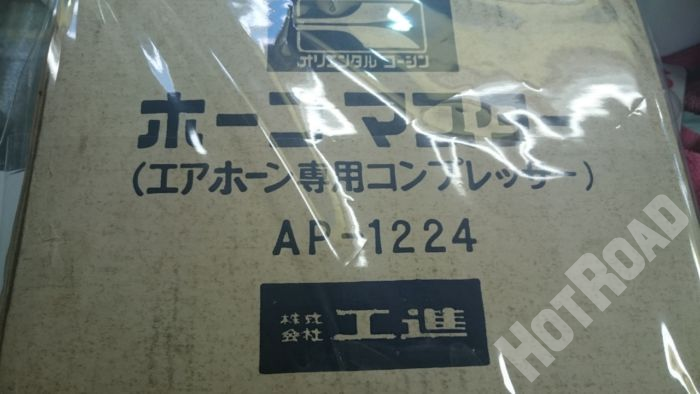 オリエンタル コーシン
ホーンマスター
(エアホーン専用コンプレッサー)
AP-1224
株式会社 工進
HOTROAD